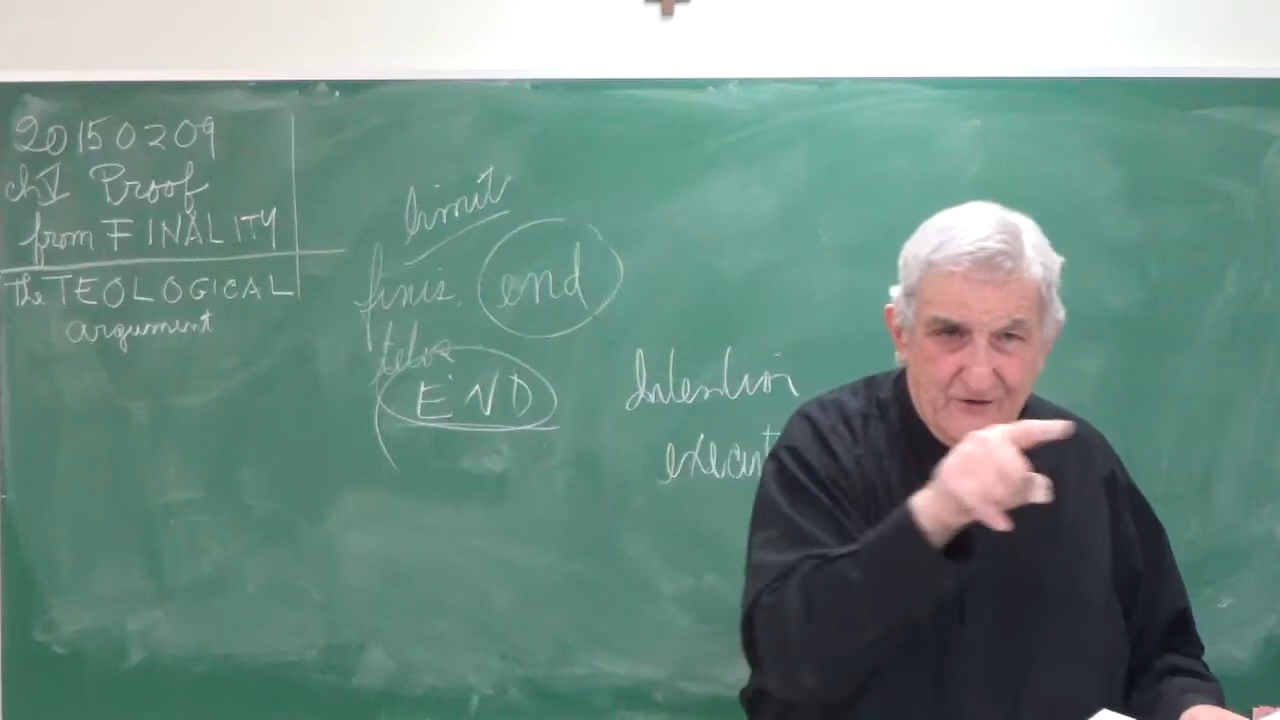 20150209
ch V Proof
from FINALITY
the TEOLOGICAL
argument
limit
finis. end
telos
END
Intention
execut